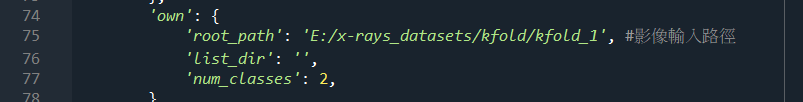 74
75
76
77
78
},
'own': {
'root_path': 'E:/x-rays_datasets/kfold/kfold_1', #影像輸入路徑
'list_dir': '',
'num_classes': 2,
}